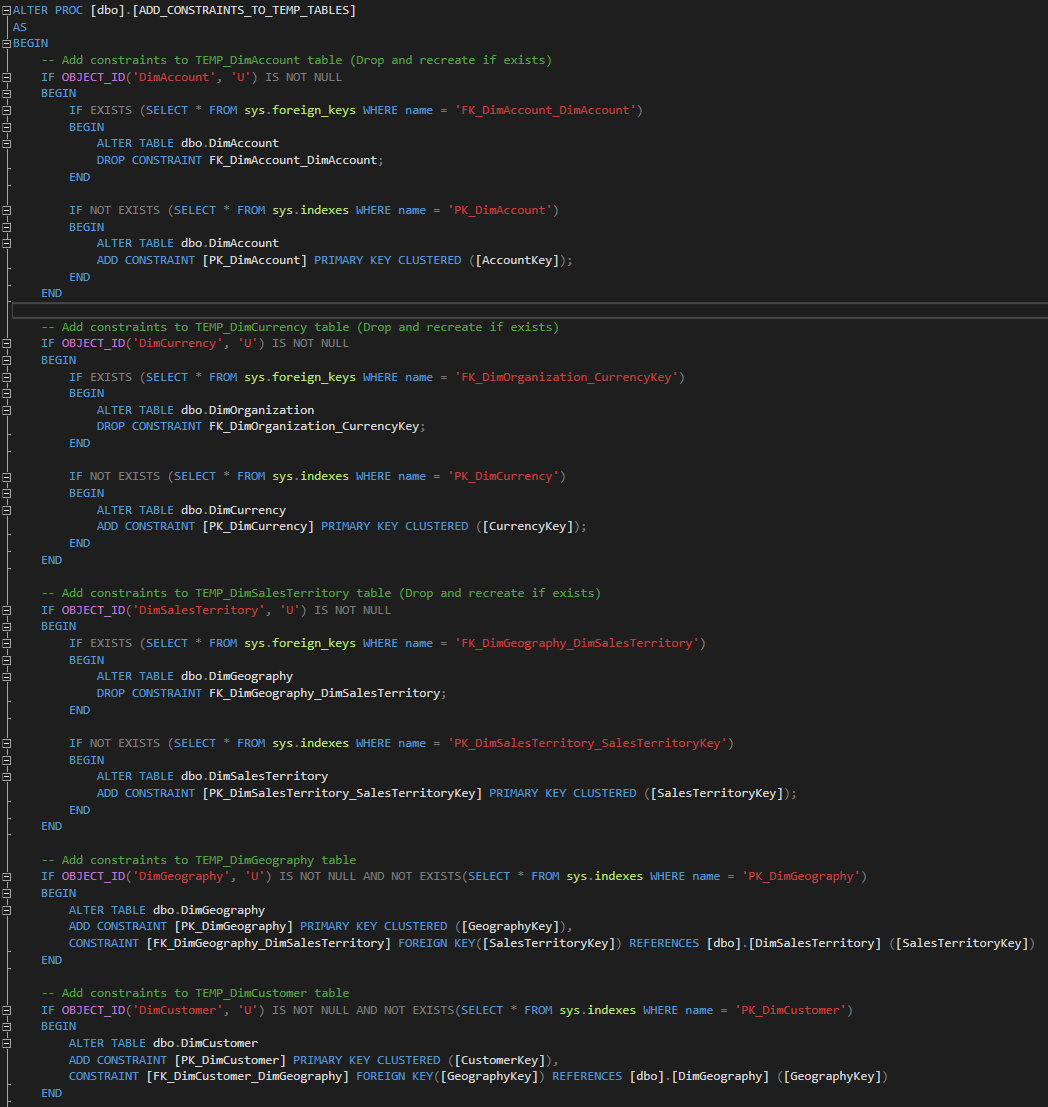 ALTER PROC [dbo].[ADD_CONSTRAINTS_TO_TEMP_TABLES]
AS
BEGIN
-- Add constraints to TEMP_DimAccount table (Drop and recreate if exists)
IF OBJECT_ID('DimAccount', 'U') IS NOT NULL
BEGIN
IF EXISTS (SELECT * FROM sys.foreign_keys WHERE name = 'FK_DimAccount_DimAccount')
BEGIN
ALTER TABLE dbo.DimAccount
DROP CONSTRAINT FK_DimAccount_DimAccount;
END
IF NOT EXISTS (SELECT * FROM sys.indexes WHERE name = 'PK_DimAccount')
BEGIN
ALTER TABLE dbo.DimAccount
ADD CONSTRAINT [PK_DimAccount] PRIMARY KEY CLUSTERED ([AccountKey]);
END
END
-- Add constraints to TEMP_DimCurrency table (Drop and recreate if exists)
IF OBJECT_ID('DimCurrency', 'U') IS NOT NULL
BEGIN
IF EXISTS (SELECT * FROM sys.foreign_keys WHERE name = 'FK_DimOrganization_CurrencyKey')
BEGIN
ALTER TABLE dbo.DimOrganization
DROP CONSTRAINT FK_DimOrganization_CurrencyKey;
END
IF NOT EXISTS (SELECT * FROM sys.indexes WHERE name = 'PK_DimCurrency')
BEGIN
ALTER TABLE dbo.DimCurrency
ADD CONSTRAINT [PK_DimCurrency] PRIMARY KEY CLUSTERED ([CurrencyKey]);
END
END
-- Add constraints to TEMP_DimSalesTerritory table (Drop and recreate if exists)
IF OBJECT_ID('DimSalesTerritory', 'U') IS NOT NULL
BEGIN
IF EXISTS (SELECT * FROM sys.foreign_keys WHERE name = 'FK_DimGeography_DimSalesTerritory')
BEGIN
ALTER TABLE dbo.DimGeography
DROP CONSTRAINT FK_DimGeography_DimSalesTerritory;
END
IF NOT EXISTS (SELECT * FROM sys.indexes WHERE name = 'PK_DimSalesTerritory_SalesTerritoryKey')
BEGIN
ALTER TABLE dbo.DimSalesTerritory
ADD CONSTRAINT [PK_DimSalesTerritory_SalesTerritoryKey] PRIMARY KEY CLUSTERED ([SalesTerritoryKey]);
END
END
-- Add constraints to TEMP_DimGeography table
IF OBJECT_ID('DimGeography', 'U') IS NOT NULL AND NOT EXISTS(SELECT * FROM sys.indexes WHERE name = 'PK_DimGeography')
BEGIN
ALTER TABLE dbo.DimGeography
ADD CONSTRAINT [PK_DimGeography] PRIMARY KEY CLUSTERED ([GeographyKey]),
CONSTRAINT [FK_DimGeography_DimSalesTerritory] FOREIGN KEY([SalesTerritoryKey]) REFERENCES [dbo].[DimSalesTerritory] ([SalesTerritoryKey])
END
-- Add constraints to TEMP_DimCustomer table
IF OBJECT_ID('DimCustomer', 'U') IS NOT NULL AND NOT EXISTS(SELECT * FROM sys.indexes WHERE name = 'PK_DimCustomer')
BEGIN
ALTER TABLE dbo.DimCustomer
ADD CONSTRAINT [PK_DimCustomer] PRIMARY KEY CLUSTERED ([CustomerKey]),
CONSTRAINT [FK_DimCustomer_DimGeography] FOREIGN KEY([GeographyKey]) REFERENCES [dbo].[DimGeography] ([GeographyKey])
END